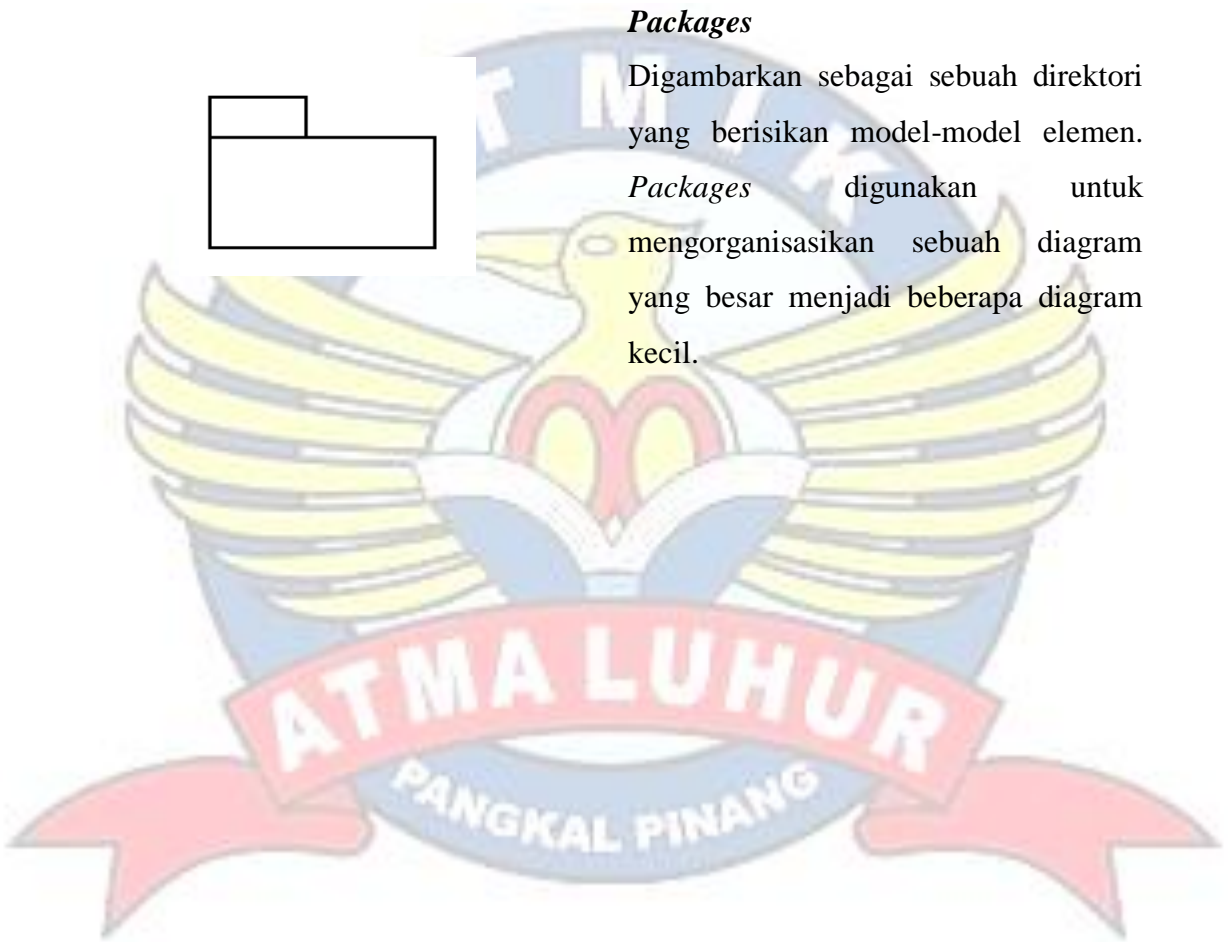 Packages
Digambarkan sebagai sebuah direktori
yang berisikan model-model elemen.
Packages digunakan untuk
mengorganisasikan sebuah diagram
yang besar menjadi beberapa diagram
kecil.
T M I K
ATMA LUHUR
PANGKAL PINANG